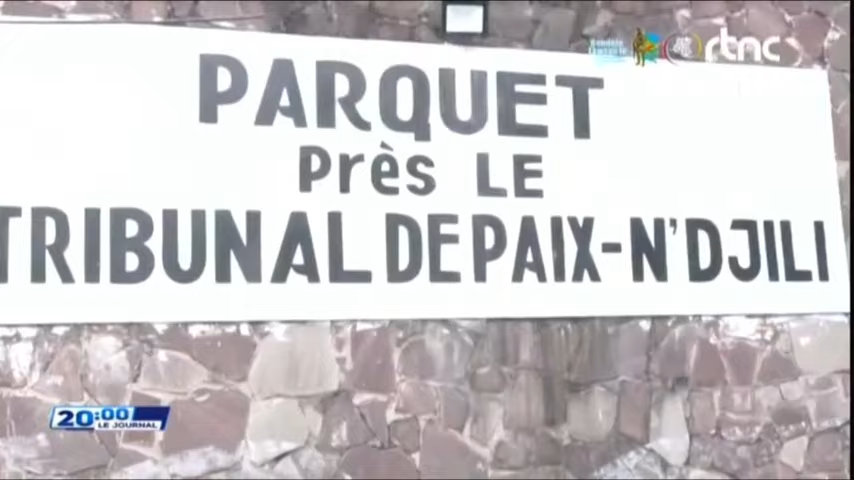 rtnc
PARQUET
Près LE
TRIBUNAL DE PAIX-N'DJILI
20:00
LE JOURNAL